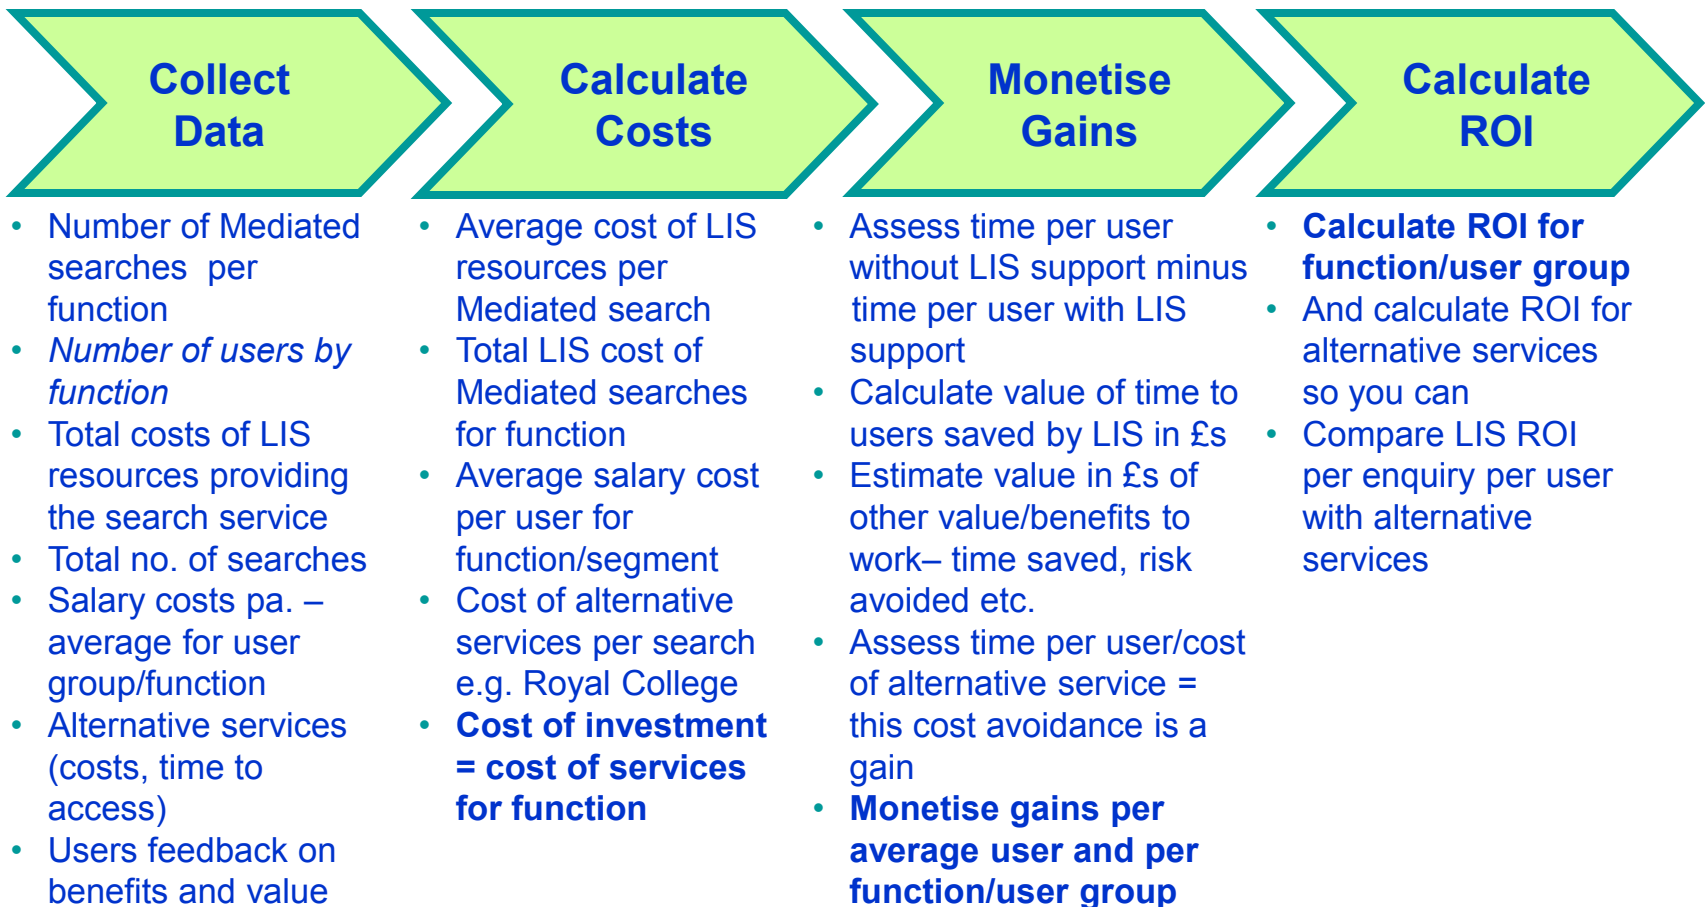 Collect
Data
Calculate
Costs
Monetise
Gains
Calculate
ROI
• Number of Mediated
searches per
function
• Number of users by
function
• Total costs of LIS
resources providing
the search service
• Total no. of searches
• Salary costs pa. –
average for user
group/function
• Alternative services
(costs, time to
access)
• Users feedback on
benefits and value
• Average cost of LIS
resources per
Mediated search
• Total LIS cost of
Mediated searches
for function
• Average salary cost
per user for
function/segment
• Cost of alternative
services per search
e.g. Royal College
• Cost of investment
= cost of services
for function
• Assess time per user
without LIS support minus
time per user with LIS
support
• Calculate value of time to
users saved by LIS in £s
• Estimate value in £s of
other value/benefits to
work– time saved, risk
avoided etc.
• Assess time per user/cost
of alternative service =
this cost avoidance is a
gain
• Monetise gains per
average user and per
function/user group
• Calculate ROI for
function/user group
• And calculate ROI for
alternative services
so you can
• Compare LIS ROI
per enquiry per user
with alternative
services